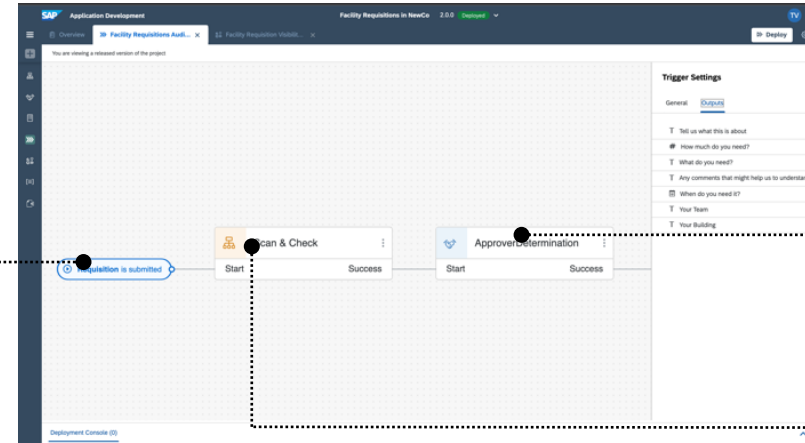 SAP Application Development Facility Requisitions in NewCo 2.0.0 Deployed TV
Overview Facility Requisitions Audi... x Facility Requisition Visibilit... x Deploy
You are viewing a released version of the project
Trigger Settings
General Outputs
T Tell us what this is about
# How much do you need?
T What do you need?
T Any comments that might help us to understan
When do you need it?
T Your Team
T Your Building
Scan & Check
ApproverDetermination
Requisition is submitted
Start Success
Start Success
Deployment Console (0)